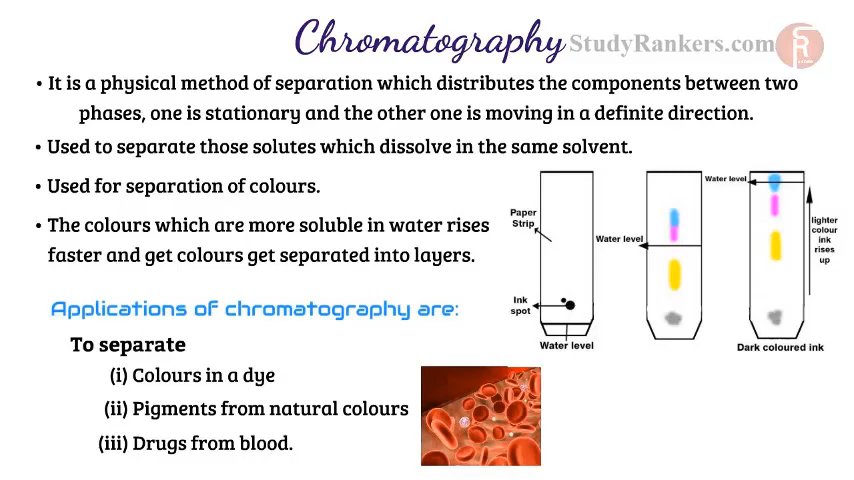 Chromatography
StudyRankers.com
• It is a physical method of separation which distributes the components between two
phases, one is stationary and the other one is moving in a definite direction.
• Used to separate those solutes which dissolve in the same solvent.
• Used for separation of colours.
• The colours which are more soluble in water rises
faster and get colours get separated into layers.
Paper
Strip
Ink
spot
Water level
Water level
Water level
lighter
colour
ink
rises
up
Dark coloured ink
Applications of chromatography are:
To separate
(i) Colours in a dye
(ii) Pigments from natural colours
(iii) Drugs from blood.